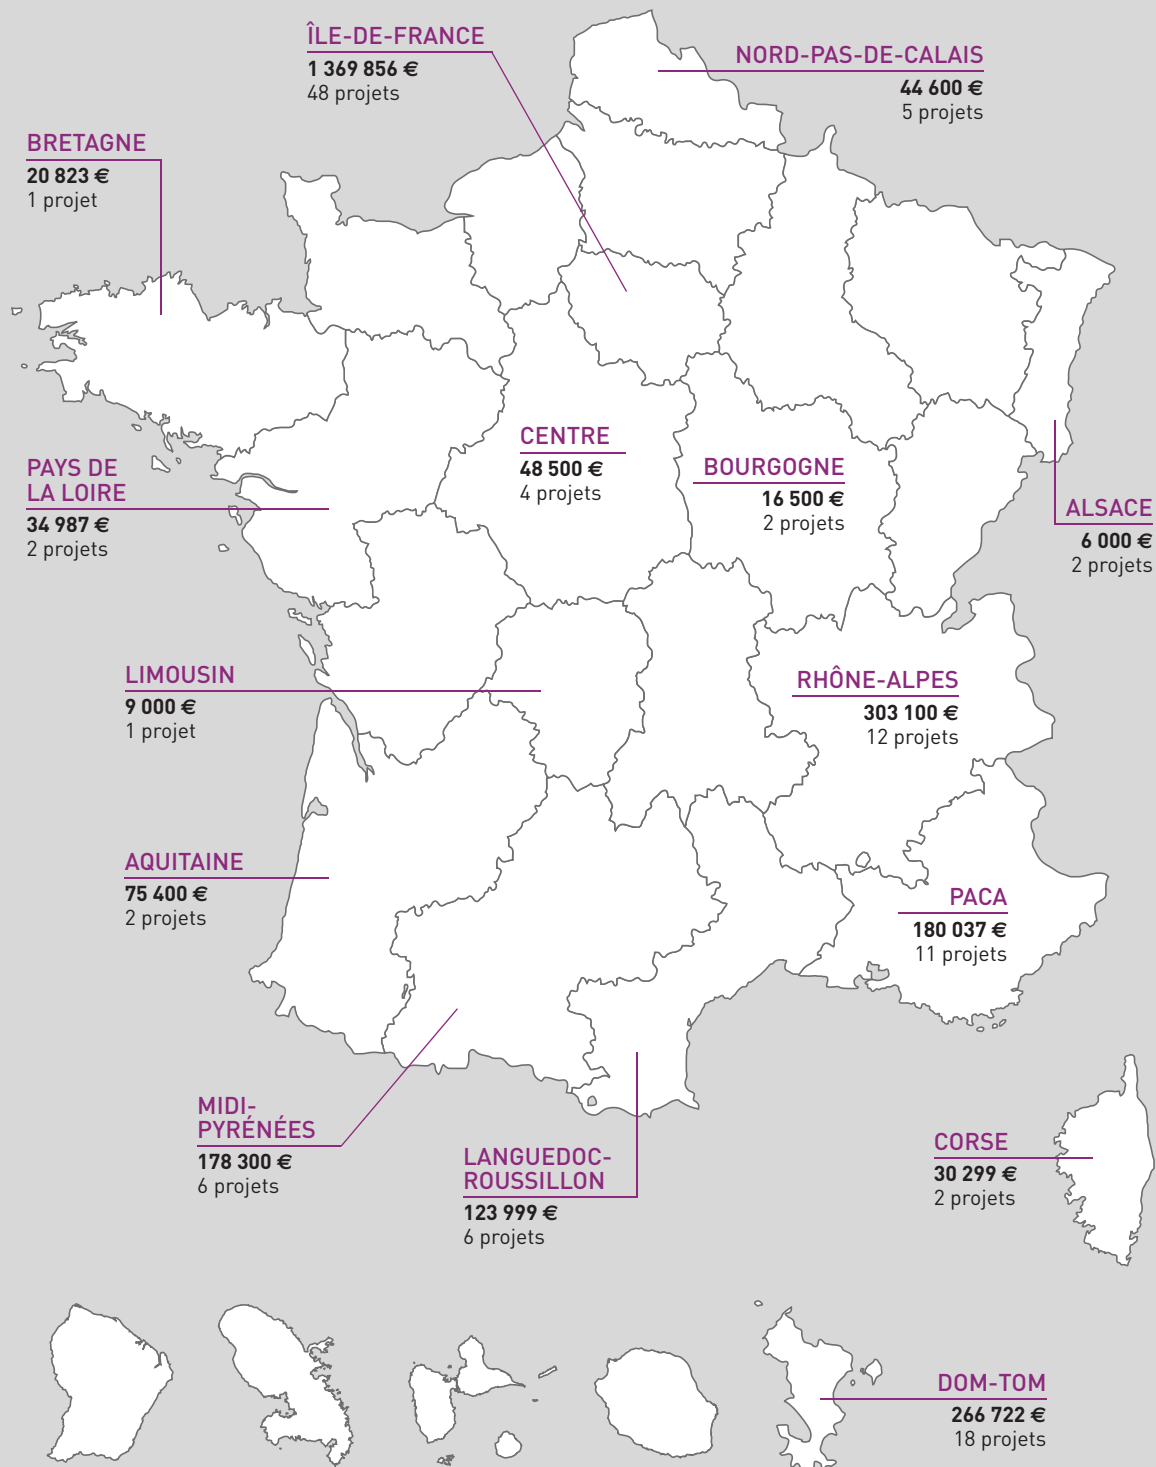 ÎLE-DE-FRANCE
1 369 856 €
48 projets
NORD-PAS-DE-CALAIS
44 600 €
5 projets
BRETAGNE
20 823 €
1 projet
CENTRE
48 500 €
4 projets
BOURGOGNE
16 500 €
2 projets
PAYS DE
LA LOIRE
34 987 €
2 projets
ALSACE
6 000 €
2 projets
LIMOUSIN
9 000 €
1 projet
RHÔNE-ALPES
303 100 €
12 projets
AQUITAINE
75 400 €
2 projets
PACA
180 037 €
11 projets
MIDI-
PYRÉNÉES
178 300 €
6 projets
LANGUEDOC-
ROUSSILLON
123 999 €
6 projets
CORSE
30 299 €
2 projets
DOM-TOM
266 722 €
18 projets